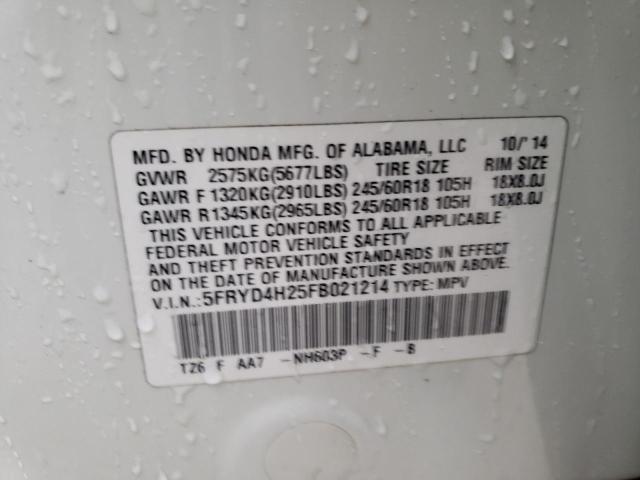 MFD. BY HONDA MFG. OF ALABAMA, LLC 10/'14
GVWR 2575KG(5677LBS) TIRE SIZE RIM SIZE
GAWR F 1320KG(2910LBS) 245/60R18 105H 18X8.0J
GAWR R1345KG(2965LBS) 245/60R18 105H 18X8.0J
THIS VEHICLE CONFORMS TO ALL APPLICABLE
FEDERAL MOTOR VEHICLE SAFETY
AND THEFT PREVENTION STANDARDS IN EFFECT
ON THE DATE OF MANUFACTURE SHOWN ABOVE.
V.I.N.:5FRYD4H25FB021214 TYPE: MPV
T26 F AA7 -NH603P -F -B